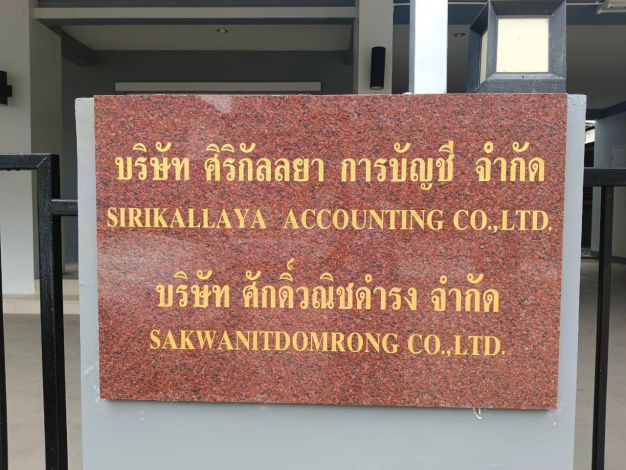 บริษัท ศิริกัลลยา การบัญชี จำกัด
SIRIKALLAYA ACCOUNTING CO.,LTD.
บริษัท ศักดิ์วณิชดำรง จำกัด
SAKWANITDOMRONG CO.,LTD.